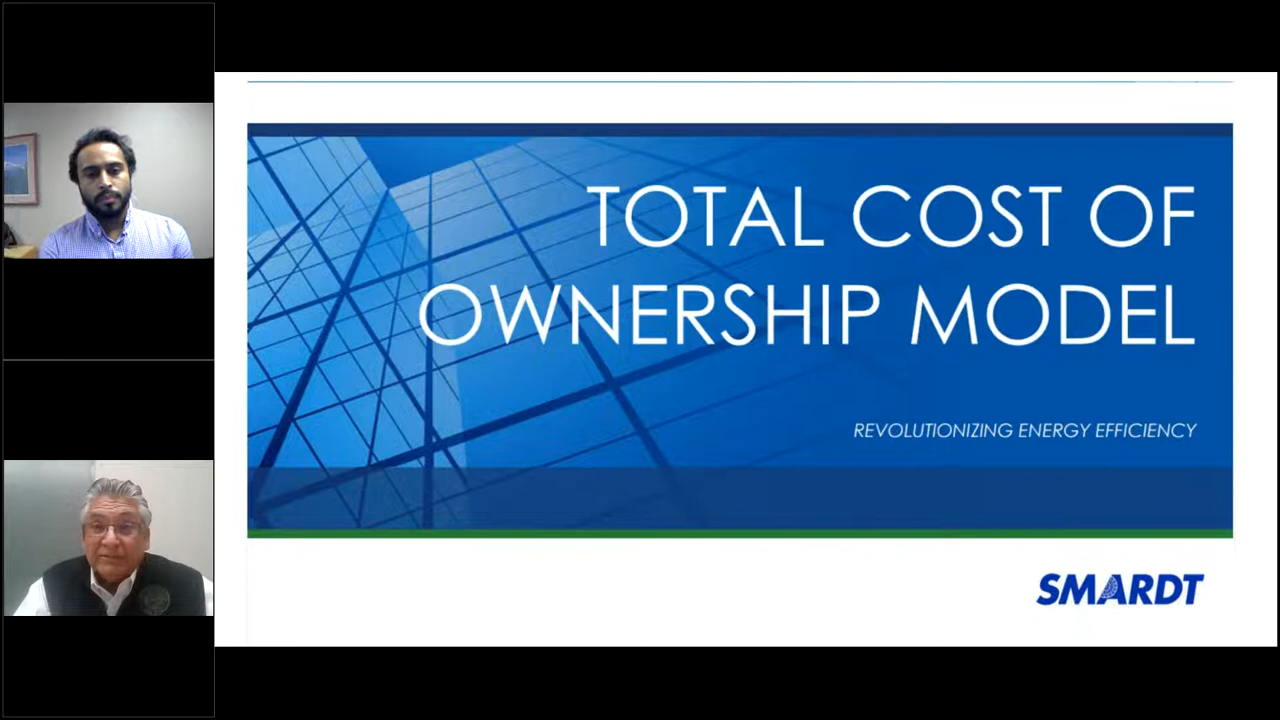 TOTAL COST OF
OWNERSHIP MODEL
REVOLUTIONIZING ENERGY EFFICIENCY
SMARDT